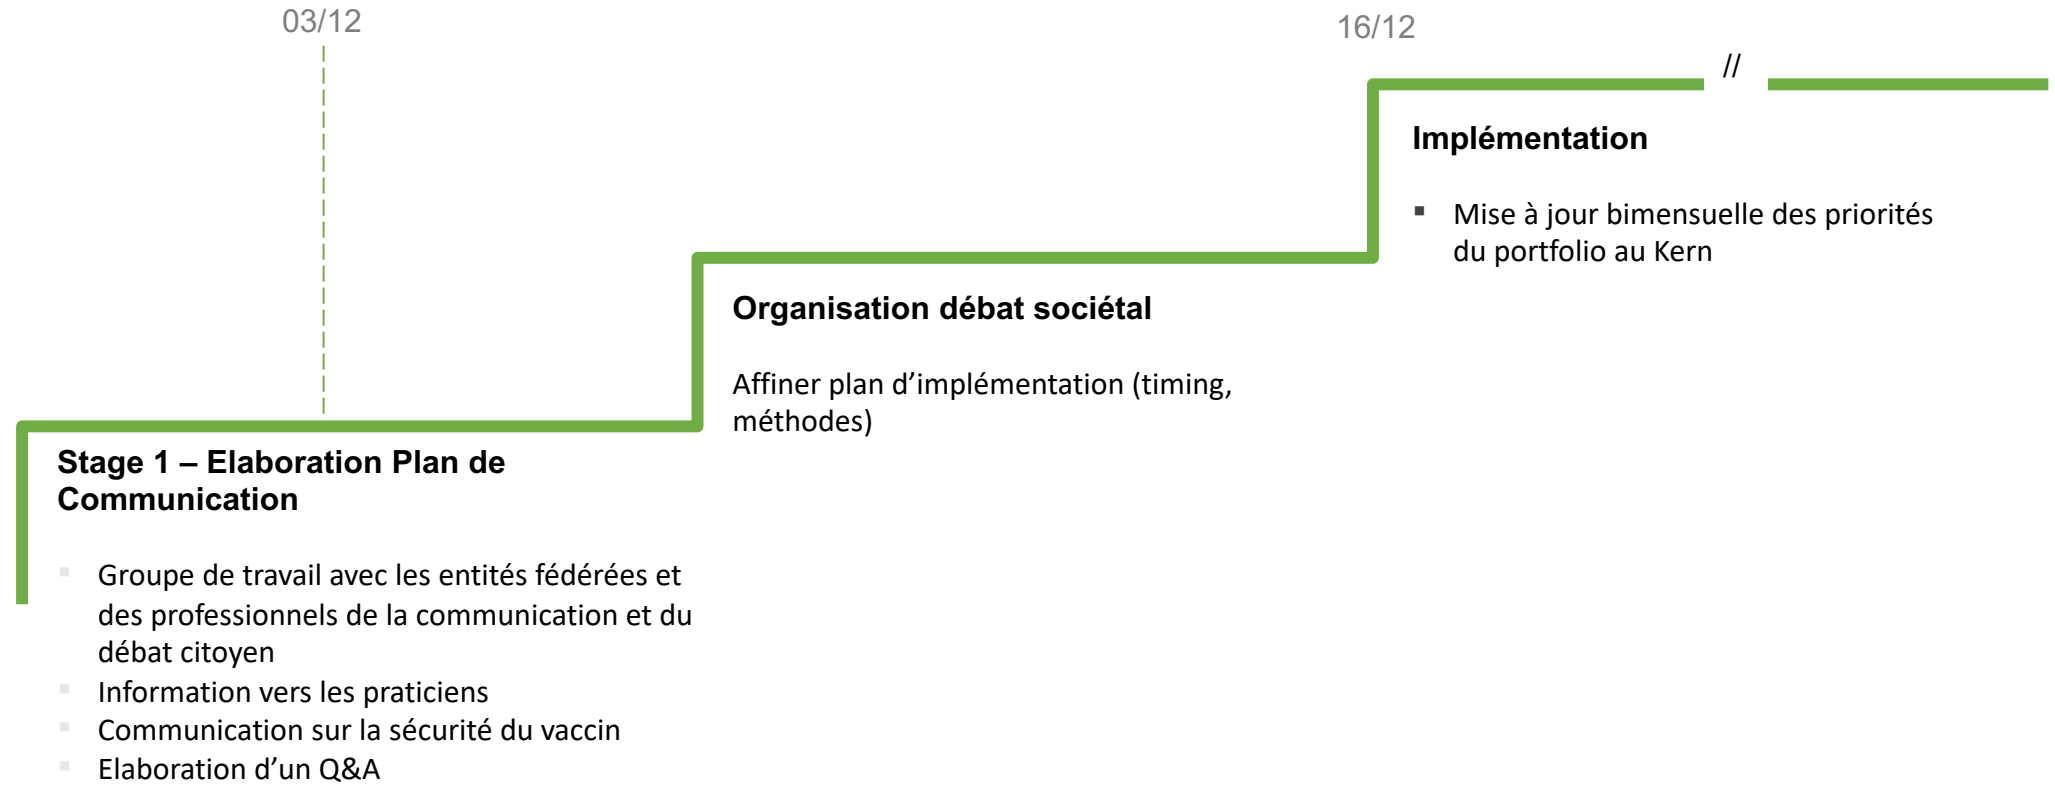 03/12
16/12
//
Implémentation
▪ Mise à jour bimensuelle des priorités
du portfolio au Kern
Organisation débat sociétal
Affiner plan d’implémentation (timing,
méthodes)
Stage 1 – Elaboration Plan de
Communication
▪ Groupe de travail avec les entités fédérées et
des professionnels de la communication et du
débat citoyen
▪ Information vers les praticiens
▪ Communication sur la sécurité du vaccin
▪ Elaboration d’un Q&A